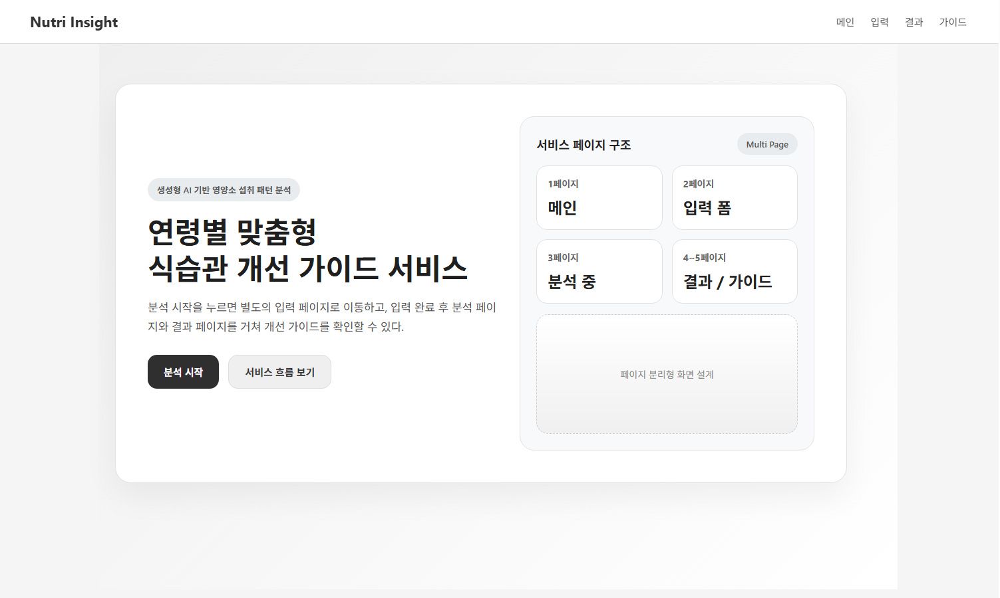 Nutri Insight
메인
입력
결과
가이드
생성형 AI 기반 영양소 섭취 패턴 분석
연령별 맞춤형
식습관 개선 가이드 서비스
분석 시작을 누르면 별도의 입력 페이지로 이동하고, 입력 완료 후 분석 페이
지와 결과 페이지를 거쳐 개선 가이드를 확인할 수 있다.
분석 시작
서비스 흐름 보기
서비스 페이지 구조
Multi Page
1페이지
메인
2페이지
입력 폼
3페이지
분석 중
4~5페이지
결과 / 가이드
페이지 분리형 화면 설계